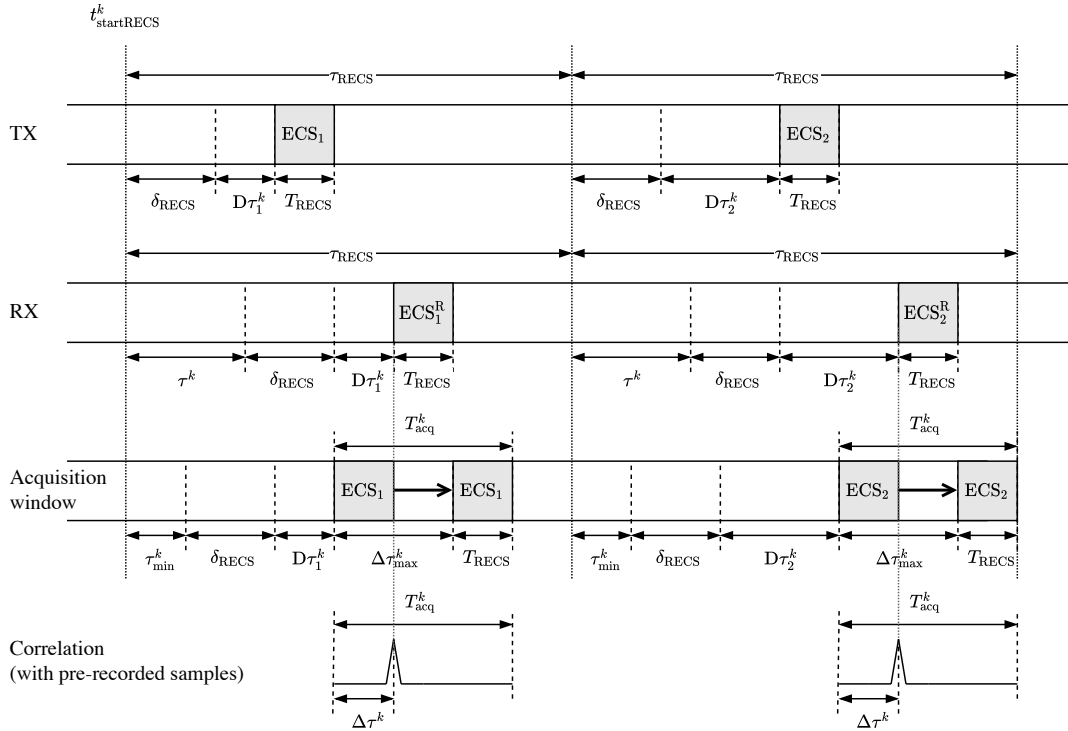 t^k_startRECS
τ_RECS τ_RECS
TX ECS_1 ECS_2
δ_RECS Dτ^k_1 T_RECS δ_RECS Dτ^k_2 T_RECS
τ_RECS τ_RECS
RX ECS^R_1 ECS^R_2
τ^k δ_RECS Dτ^k_1 T_RECS τ^k δ_RECS Dτ^k_2 T_RECS
T^k_acq T^k_acq
Acquisition
window
ECS_1 ECS_1 ECS_2 ECS_2
τ^k_min δ_RECS Dτ^k_1 Δτ^k_max T_RECS τ^k_min δ_RECS Dτ^k_2 Δτ^k_max T_RECS
T^k_acq T^k_acq
Correlation
(with pre-recorded samples)
Δτ^k Δτ^k